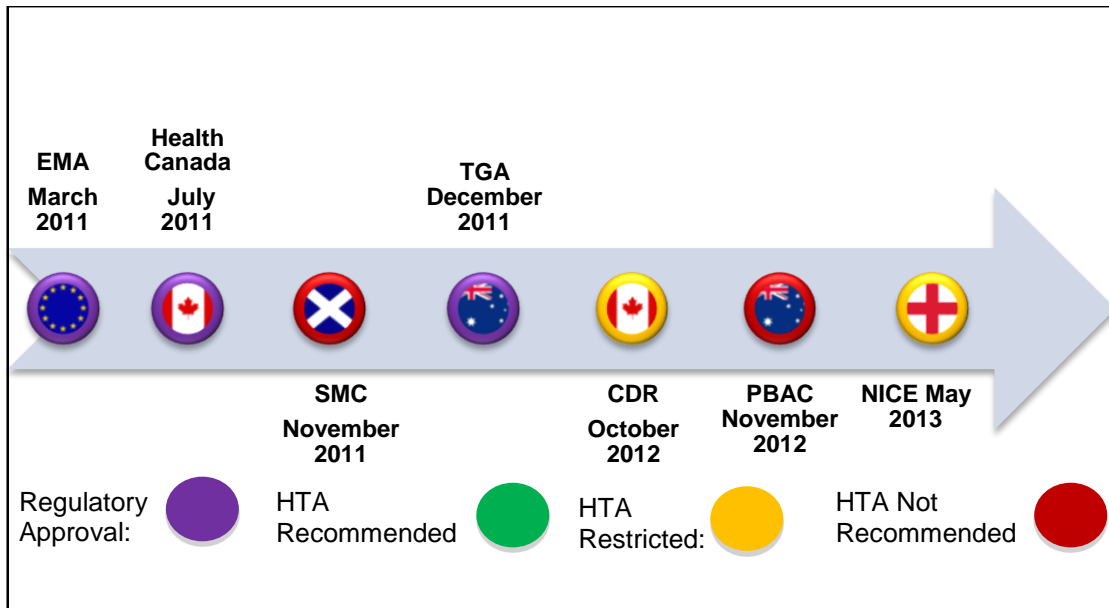 EMA
March
2011
Health
Canada
July
2011
TGA
December
2011
SMC
November
2011
CDR
October
2012
PBAC
November
2012
NICE May
2013
Regulatory
Approval:
HTA
Recommended
HTA
Restricted:
HTA Not
Recommended